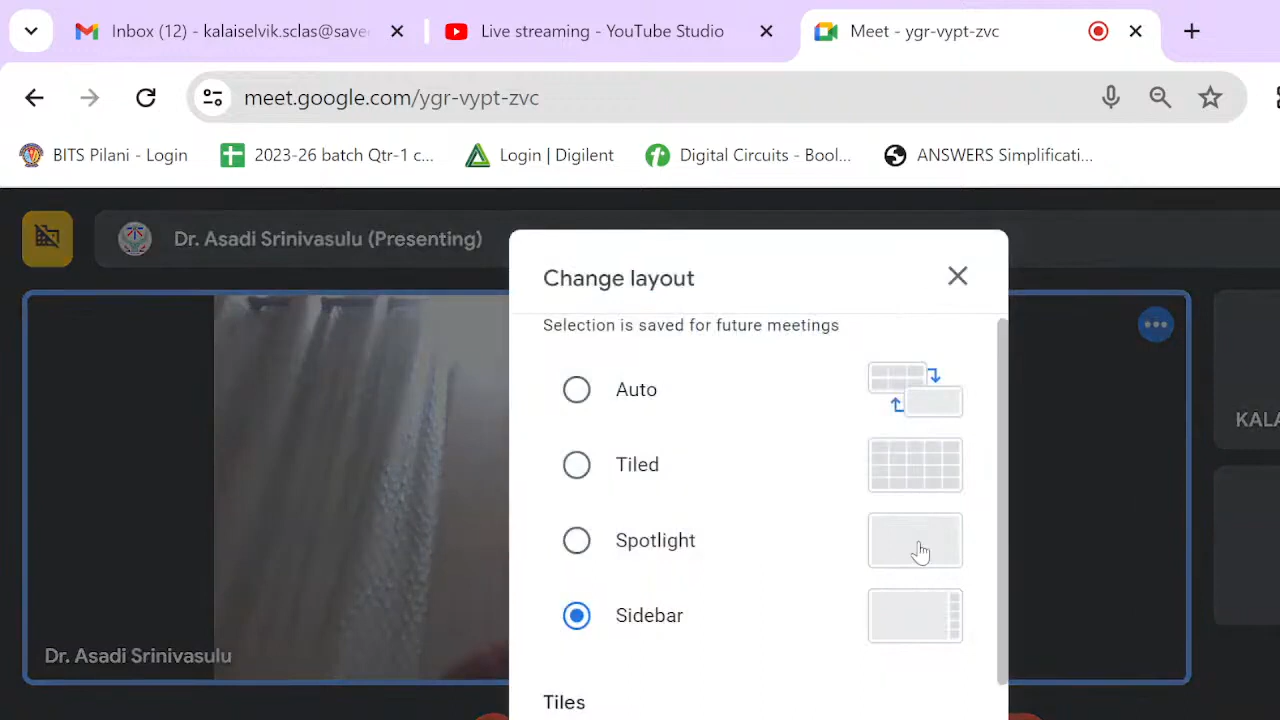 Inbox (12) - kalaiselvik.sclas@save
Live streaming - YouTube Studio
Meet - ygr-vypt-zvc
meet.google.com/ygr-vypt-zvc
BITS Pilani - Login
2023-26 batch Qtr-1 c...
Login | Digilent
Digital Circuits - Bool...
ANSWERS Simplificati...
Dr. Asadi Srinivasulu (Presenting)
Change layout
Selection is saved for future meetings
Auto
Tiled
KALA
Spotlight
Sidebar
Dr. Asadi Srinivasulu
Tiles